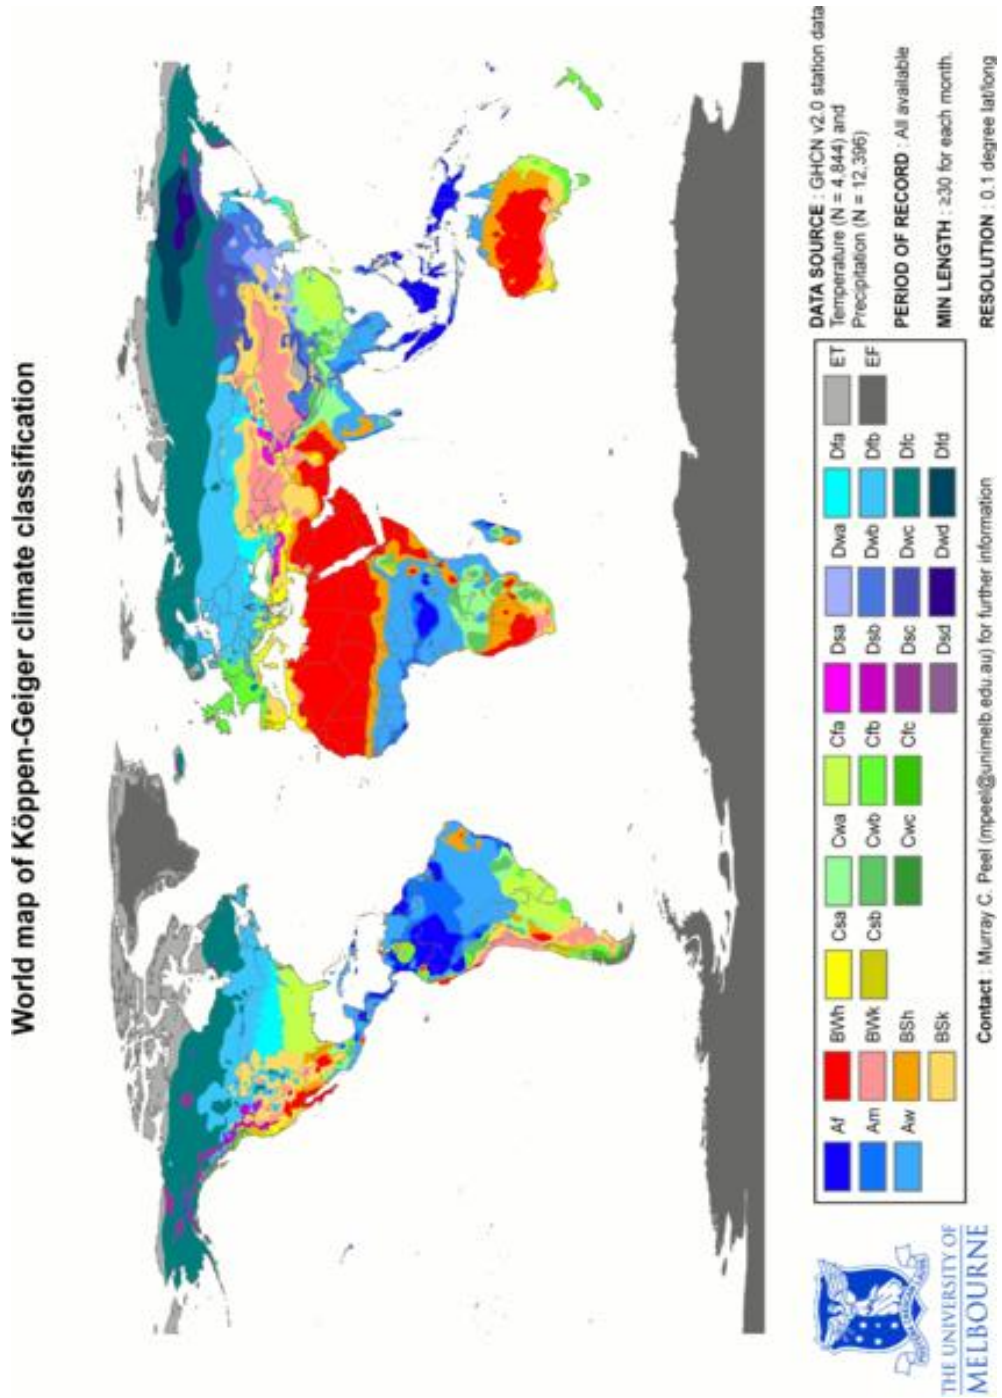 World map of Köppen-Geiger climate classification
Af
Am
Aw
BWh
BWk
BSh
BSk
Csa
Csb
Cwa
Cwb
Cwc
Cfa
Cfb
Cfc
Dsa
Dsb
Dsc
Dsd
Dwa
Dwb
Dwc
Dwd
Dfa
Dfb
Dfc
Dfd
ET
EF
DATA SOURCE : GHCN v2.0 station data
Temperature (N = 4,844) and
Precipitation (N = 12,396)
PERIOD OF RECORD : All available
MIN LENGTH : ≥30 for each month.
RESOLUTION : 0.1 degree lat/long
Contact : Murray C. Peel (mpeel@unimelb.edu.au) for further information
THE UNIVERSITY OF
MELBOURNE